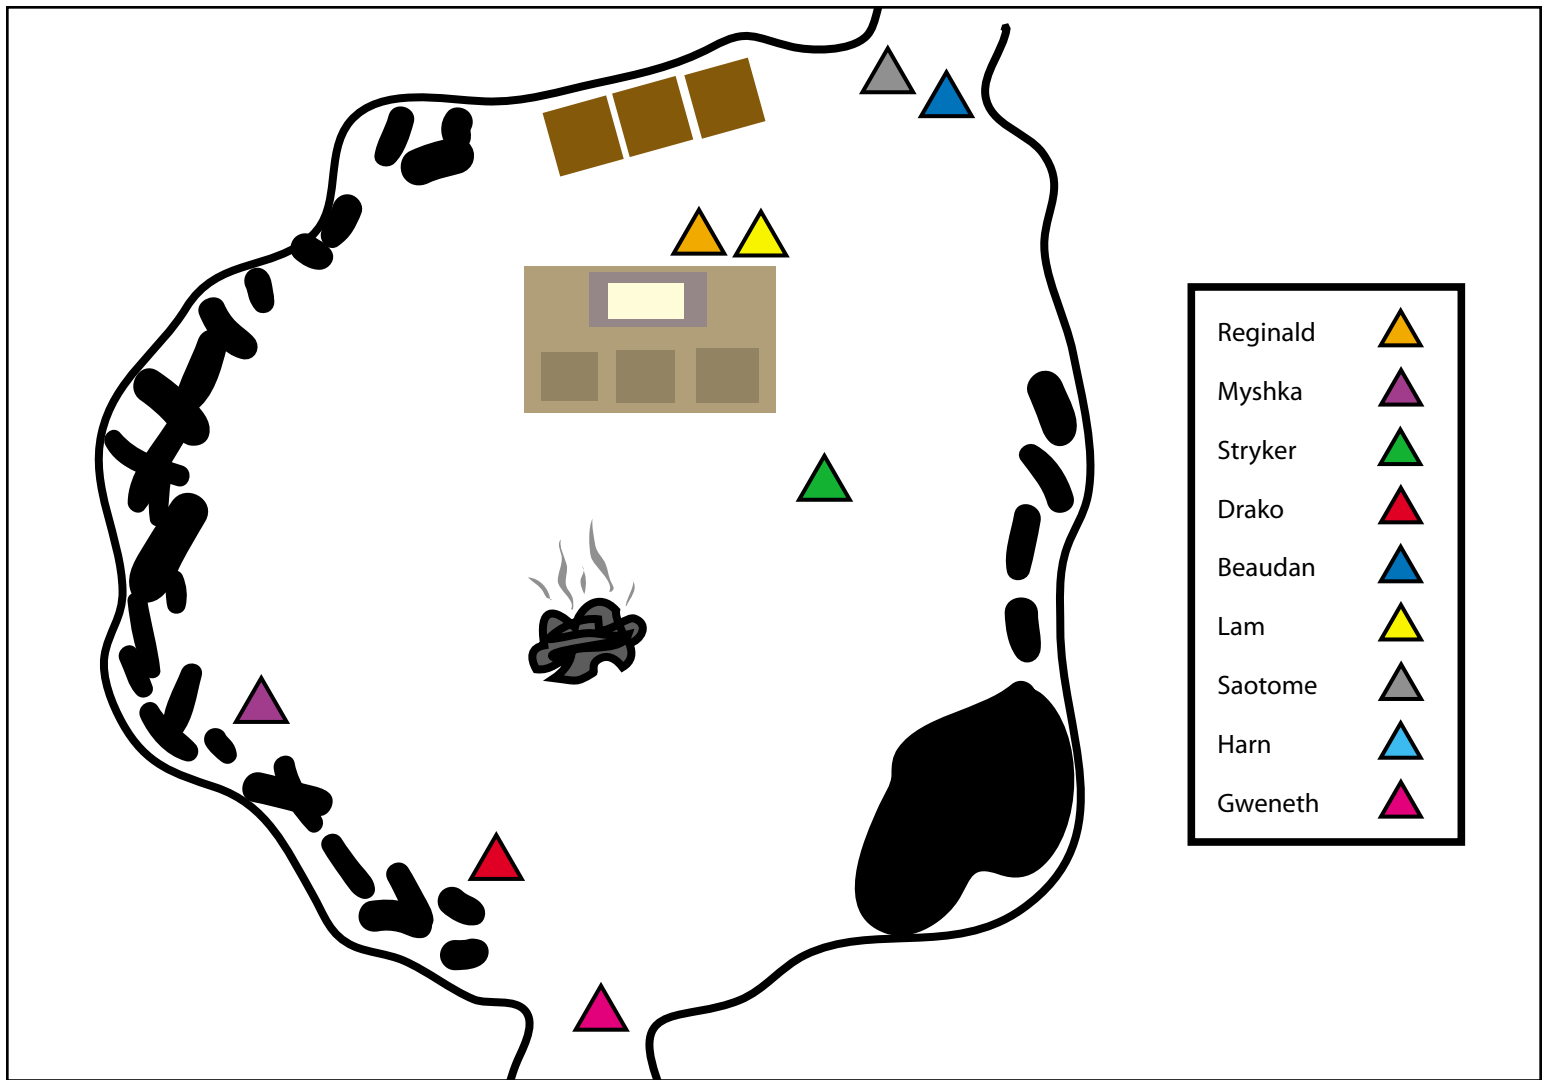 Reginald
Myshka
Stryker
Drako
Beaudan
Lam
Saotome
Harn
Gweneth